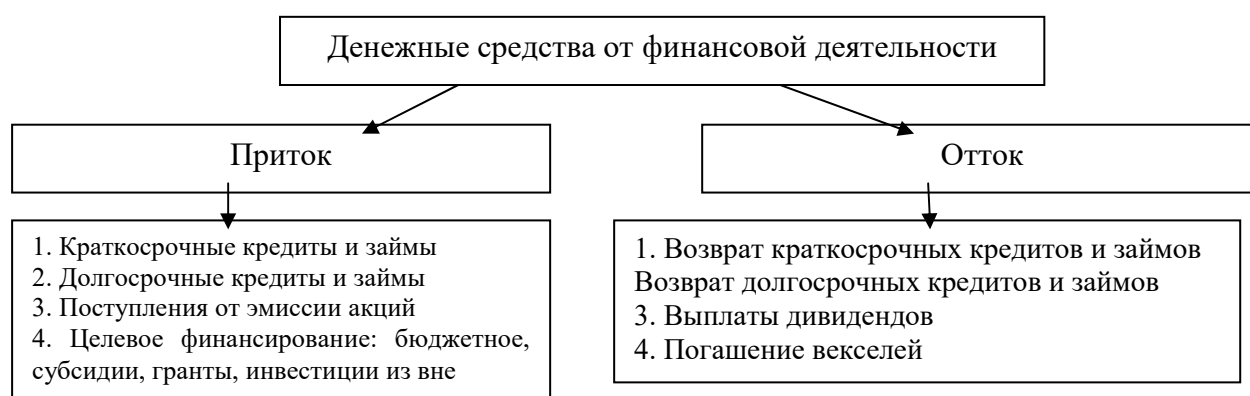 Денежные средства от финансовой деятельности
Приток
Отток
1. Краткосрочные кредиты и займы
2. Долгосрочные кредиты и займы
3. Поступления от эмиссии акций
4. Целевое финансирование: бюджетное,
субсидии, гранты, инвестиции из вне
1. Возврат краткосрочных кредитов и займов
Возврат долгосрочных кредитов и займов
3. Выплаты дивидендов
4. Погашение векселей